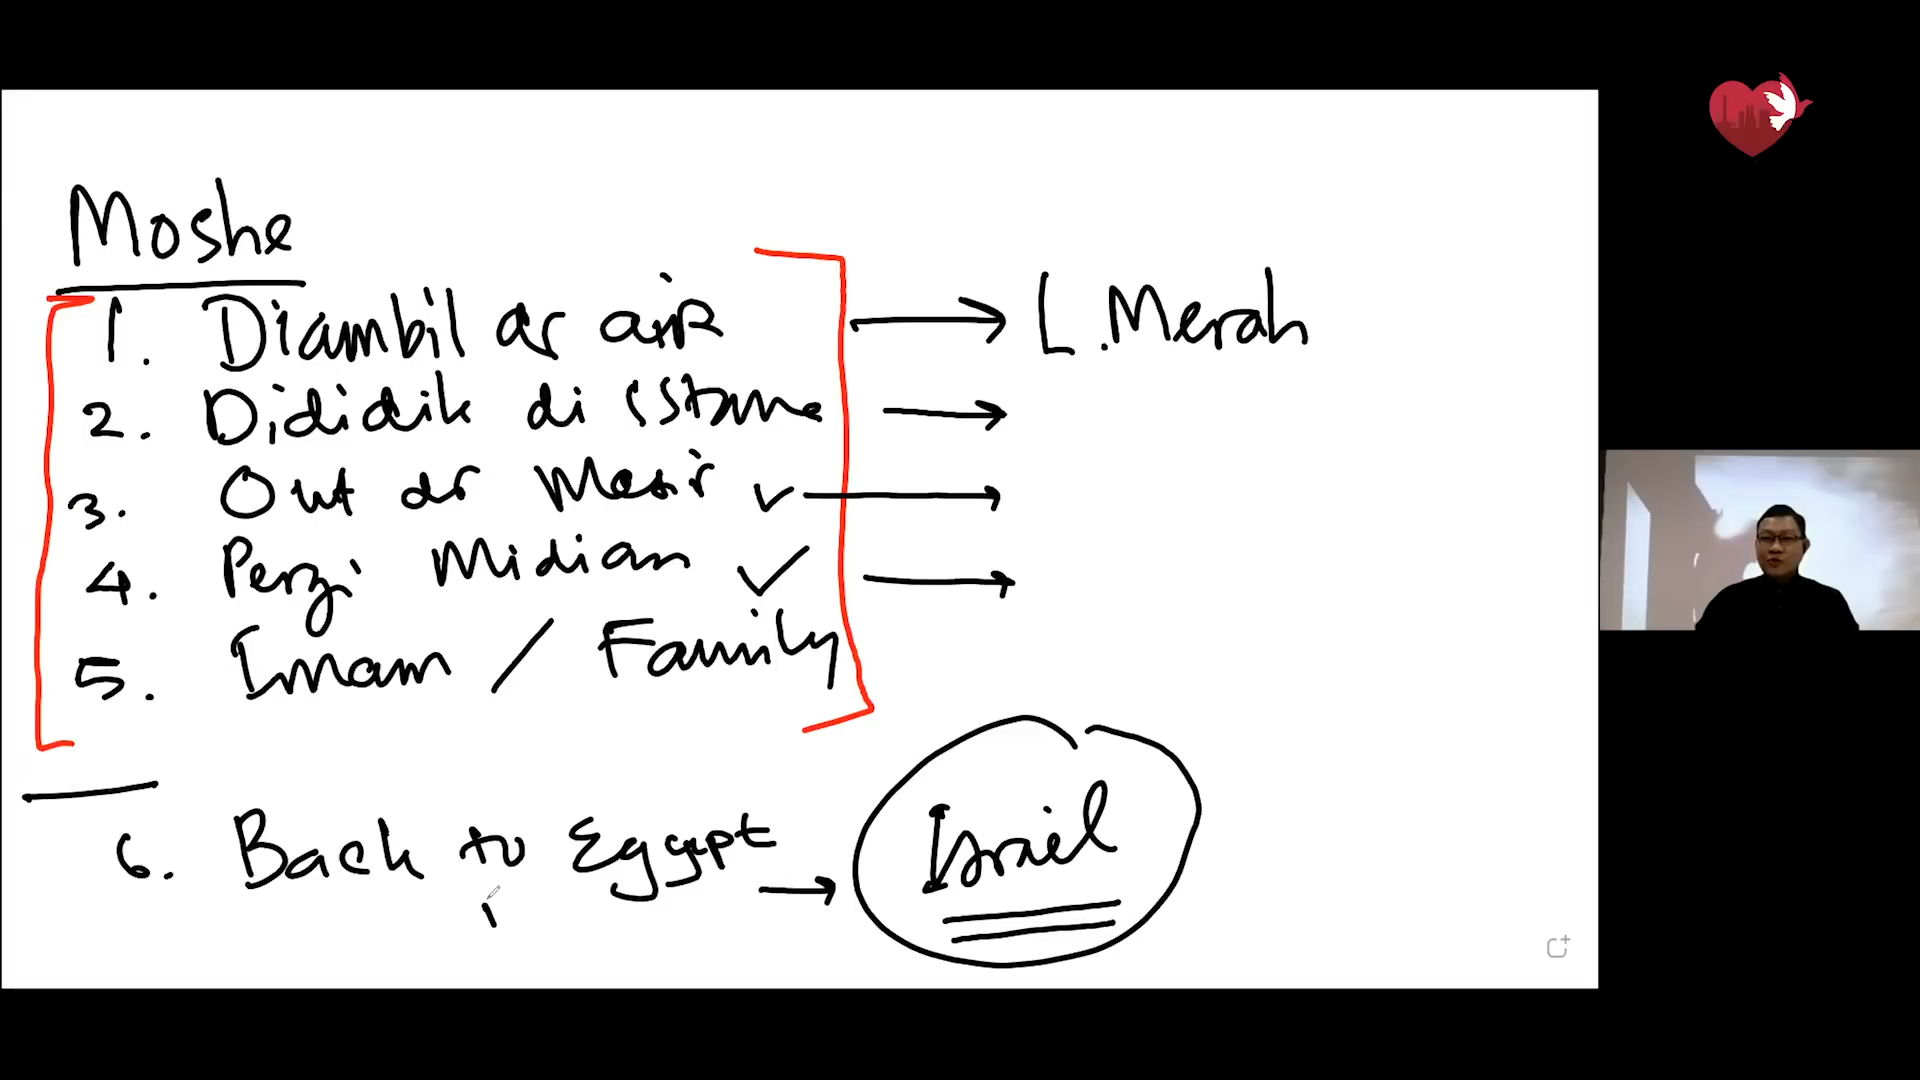 Moshe
1. Diambil dr air → L. Merah
2. Dididik di istana →
3. Out dr Mesir ✓ →
4. Pergi Midian ✓ →
5. Imam / Family
6. Back to Egypt → Israel